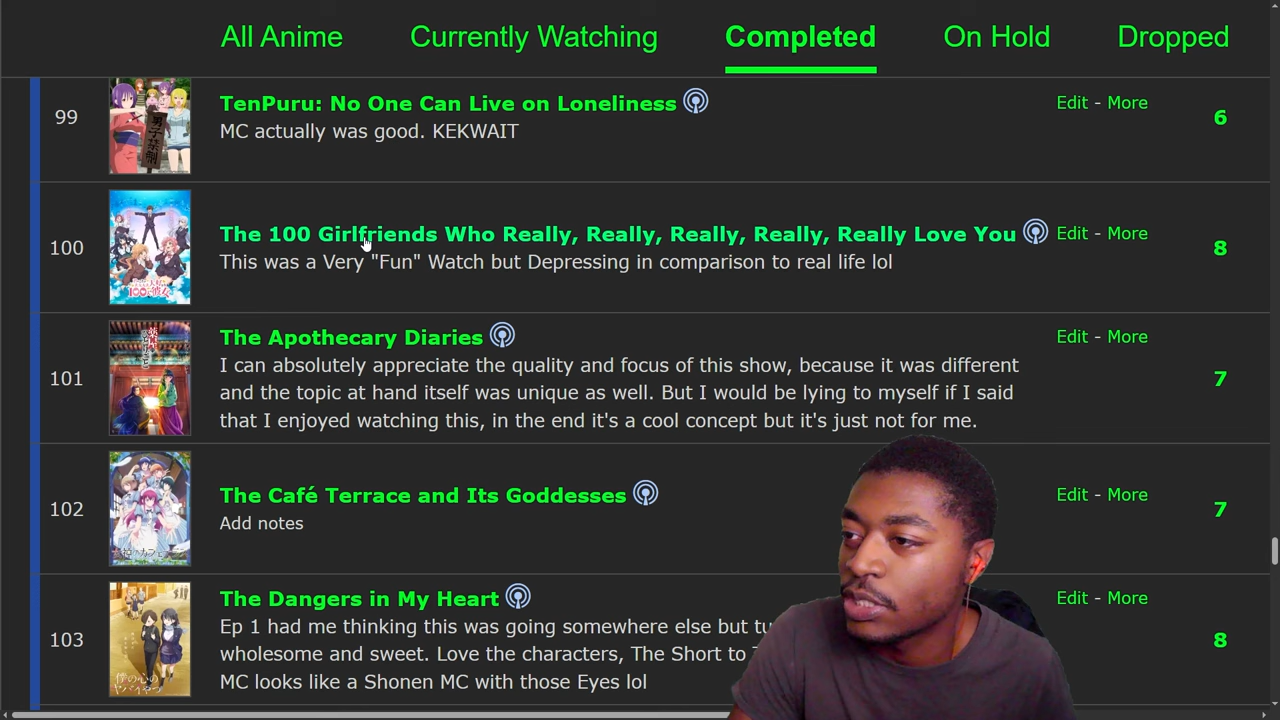 All Anime
Currently Watching
Completed
On Hold
Dropped
99
TenPuru: No One Can Live on Loneliness
MC actually was good. KEKWAIT
Edit - More
6
100
The 100 Girlfriends Who Really, Really, Really, Really, Really Love You
This was a Very "Fun" Watch but Depressing in comparison to real life lol
Edit - More
8
101
The Apothecary Diaries
I can absolutely appreciate the quality and focus of this show, because it was different
and the topic at hand itself was unique as well. But I would be lying to myself if I said
that I enjoyed watching this, in the end it's a cool concept but it's just not for me.
Edit - More
7
102
The Café Terrace and Its Goddesses
Add notes
Edit - More
7
103
The Dangers in My Heart
Ep 1 had me thinking this was going somewhere else but
wholesome and sweet. Love the characters, The Short to
MC looks like a Shonen MC with those Eyes lol
Edit - More
8